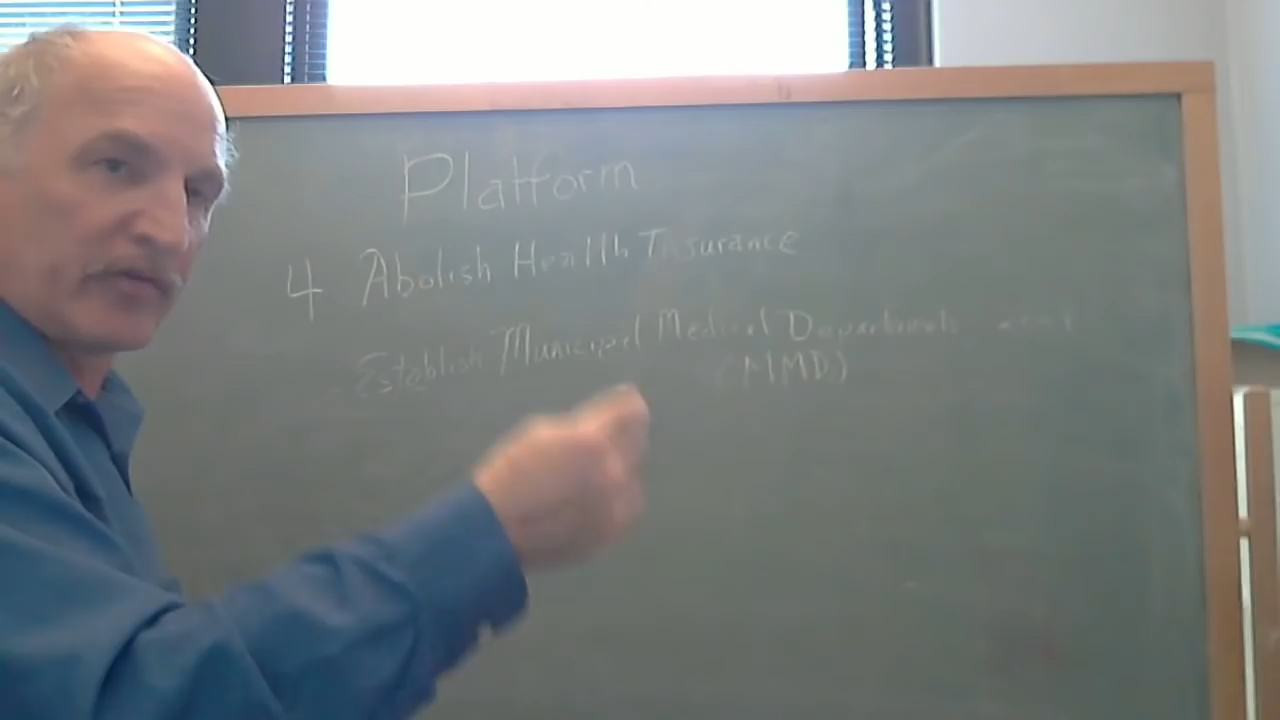 Platform
4 Abolish Health Insurance
Establish Municipal Medical Departments
(MMD)